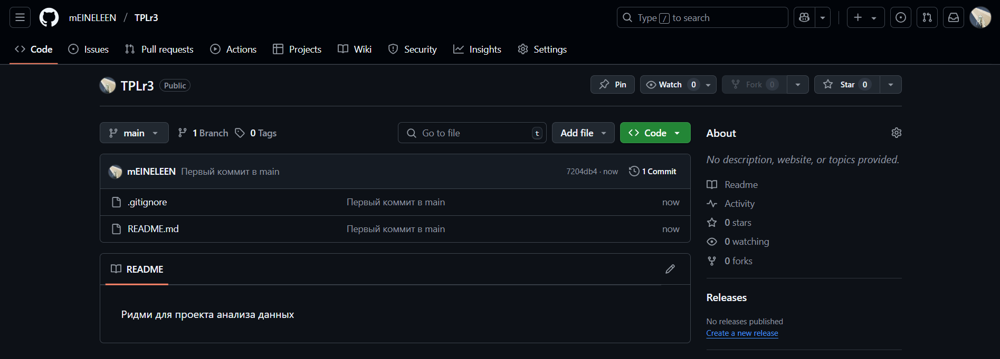 mEINELEEN / TPLr3
Type / to search
Code Issues Pull requests Actions Projects Wiki Security Insights Settings
TPLr3 Public
Pin Watch 0 Fork 0 Star 0
main 1 Branch 0 Tags
Go to file t Add file Code
mEINELEEN Первый коммит в main 7204db4 · now 1 Commit
.gitignore Первый коммит в main now
README.md Первый коммит в main now
README
Ридми для проекта анализа данных
About
No description, website, or topics provided.
Readme
Activity
0 stars
0 watching
0 forks
Releases
No releases published
Create a new release